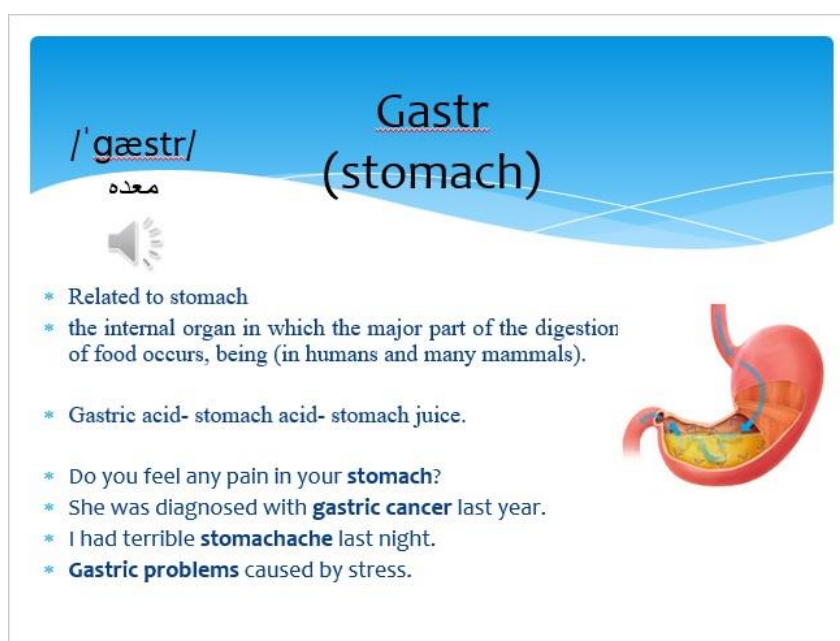 Gastr
(stomach)
/ˈgæstr/
معده
* Related to stomach
* the internal organ in which the major part of the digestion
of food occurs, being (in humans and many mammals).
* Gastric acid- stomach acid- stomach juice.
* Do you feel any pain in your stomach?
* She was diagnosed with gastric cancer last year.
* I had terrible stomachache last night.
* Gastric problems caused by stress.